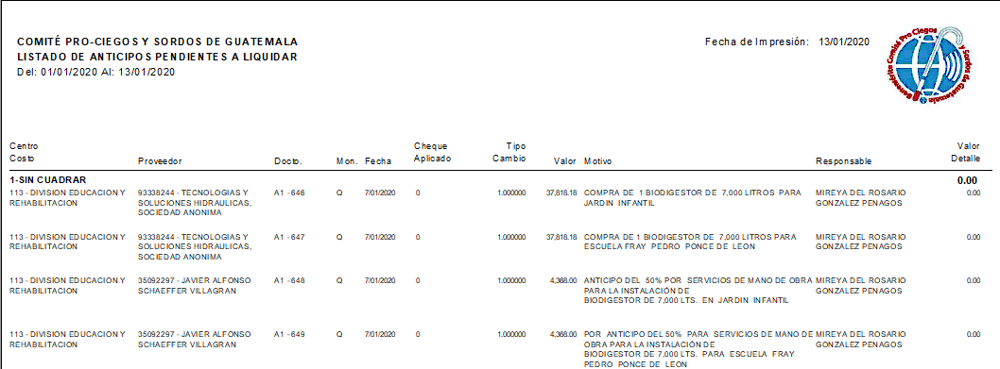 COMITÉ PRO-CIEGOS Y SORDOS DE GUATEMALA
LISTADO DE ANTICIPOS PENDIENTES A LIQUIDAR
Del: 01/01/2020 Al: 13/01/2020
Fecha de Impresión: 13/01/2020
Benemérito Comité Pro Ciegos y Sordos de Guatemala
Centro Cheque Tipo Valor
Costo Proveedor Docto. Mon. Fecha Aplicado Cambio Valor Motivo Responsable Detalle
1-SIN CUADRAR 0.00
113 - DIVISION EDUCACION Y 93338244 - TECNOLOGIAS Y A1 - 646 Q 7/01/2020 0 1.000000 37,818.18 COMPRA DE 1 BIODIGESTOR DE 7,000 LITROS PARA MIREYA DEL ROSARIO 0.00
REHABILITACION SOLUCIONES HIDRAULICAS, JARDIN INFANTIL GONZALEZ PENAGOS
SOCIEDAD ANONIMA
113 - DIVISION EDUCACION Y 93338244 - TECNOLOGIAS Y A1 - 647 Q 7/01/2020 0 1.000000 37,818.18 COMPRA DE 1 BIODIGESTOR DE 7,000 LITROS PARA MIREYA DEL ROSARIO 0.00
REHABILITACION SOLUCIONES HIDRAULICAS, ESCUELA FRAY PEDRO PONCE DE LEON GONZALEZ PENAGOS
SOCIEDAD ANONIMA
113 - DIVISION EDUCACION Y 35092297 - JAVIER ALFONSO A1 - 648 Q 7/01/2020 0 1.000000 4,368.00 ANTICIPO DEL 50% POR SERVICIOS DE MANO DE OBRA MIREYA DEL ROSARIO 0.00
REHABILITACION SCHAEFFER VILLAGRAN PARA LA INSTALACIÓN DE GONZALEZ PENAGOS
BIODIGESTOR DE 7,000 LTS. EN JARDIN INFANTIL
113 - DIVISION EDUCACION Y 35092297 - JAVIER ALFONSO A1 - 649 Q 7/01/2020 0 1.000000 4,368.00 POR ANTICIPO DEL 50% PARA SERVICIOS DE MANO DE MIREYA DEL ROSARIO 0.00
REHABILITACION SCHAEFFER VILLAGRAN OBRA PARA LA INSTALACIÓN DE GONZALEZ PENAGOS
BIODIGESTOR DE 7,000 LTS. PARA ESCUELA FRAY
PEDRO PONCE DE LEON